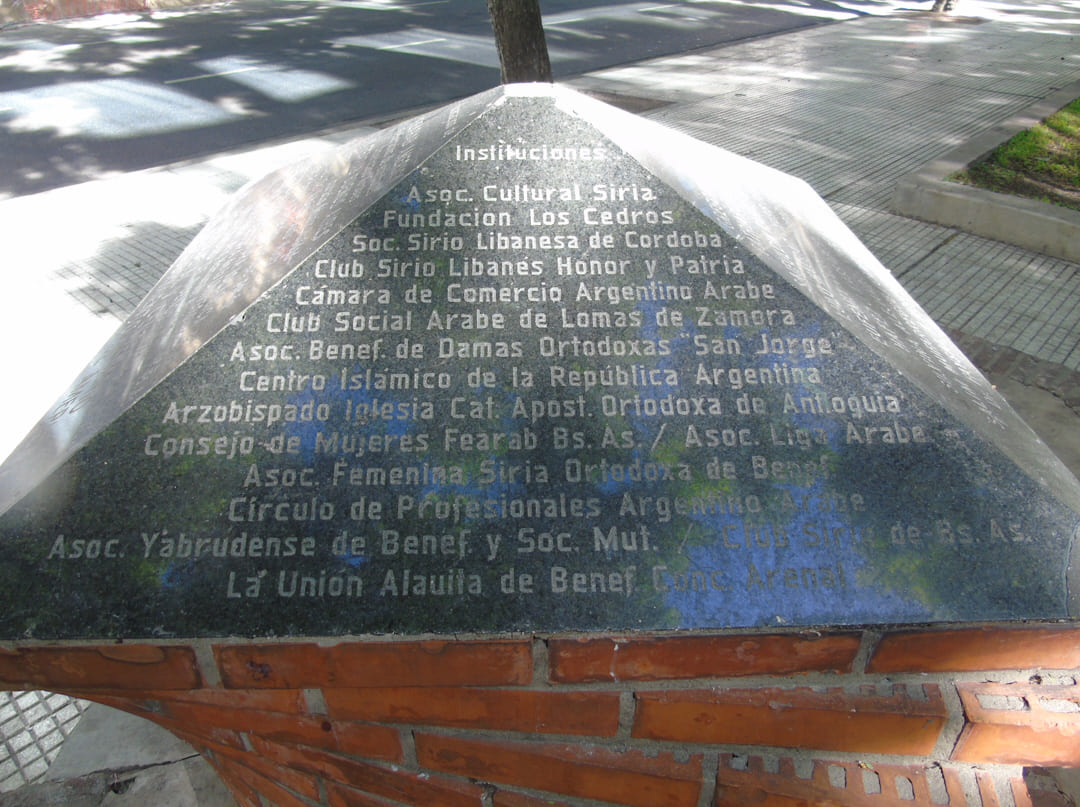 Instituciones
Asoc. Cultural Siria
Fundacion Los Cedros
Soc. Sirio Libanesa de Cordoba
Club Sirio Libanés Honor y Patria
Cámara de Comercio Argentino Arabe
Club Social Arabe de Lomas de Zamora
Asoc. Benef. de Damas Ortodoxas "San Jorge"
Centro Islámico de la República Argentina
Arzobispado Iglesia Cat. Apost. Ortodoxa de Antioquia
Consejo de Mujeres Fearab Bs. As. / Asoc. Liga Arabe
Asoc. Femenina Siria Ortodoxa de Benef.
Círculo de Profesionales Argentino Arabe
Asoc. Yabrudense de Benef. y Soc. Mut. / Club Sirio de Bs. As.
La Unión Alauita de Benef. Conc. Arenal